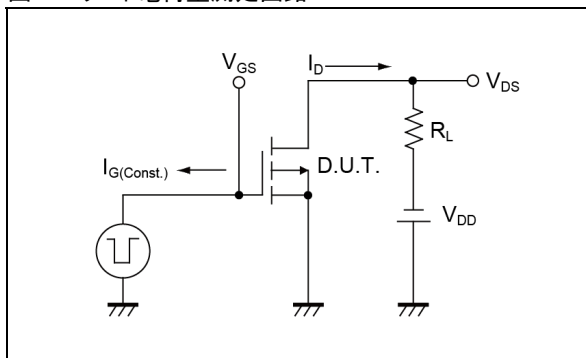 V_GS
I_D
V_DS
R_L
I_G(Const.)
D.U.T.
V_DD